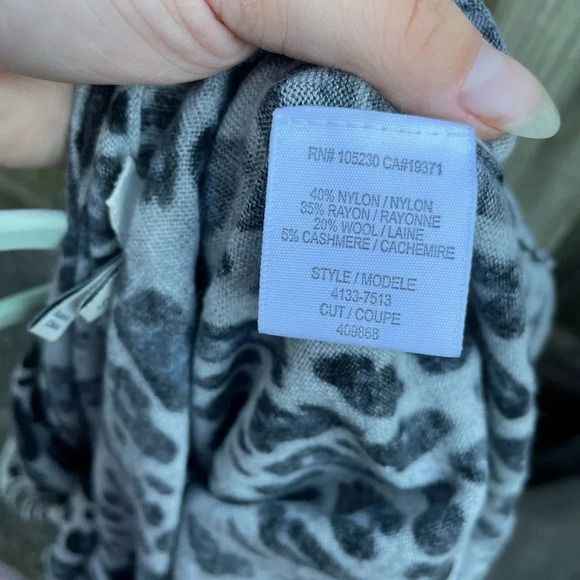 RN# 105230 CA#19371
40% NYLON / NYLON
35% RAYON / RAYONNE
20% WOOL / LAINE
5% CASHMERE / CACHEMIRE
STYLE / MODELE
4133-7513
CUT / COUPE
409868